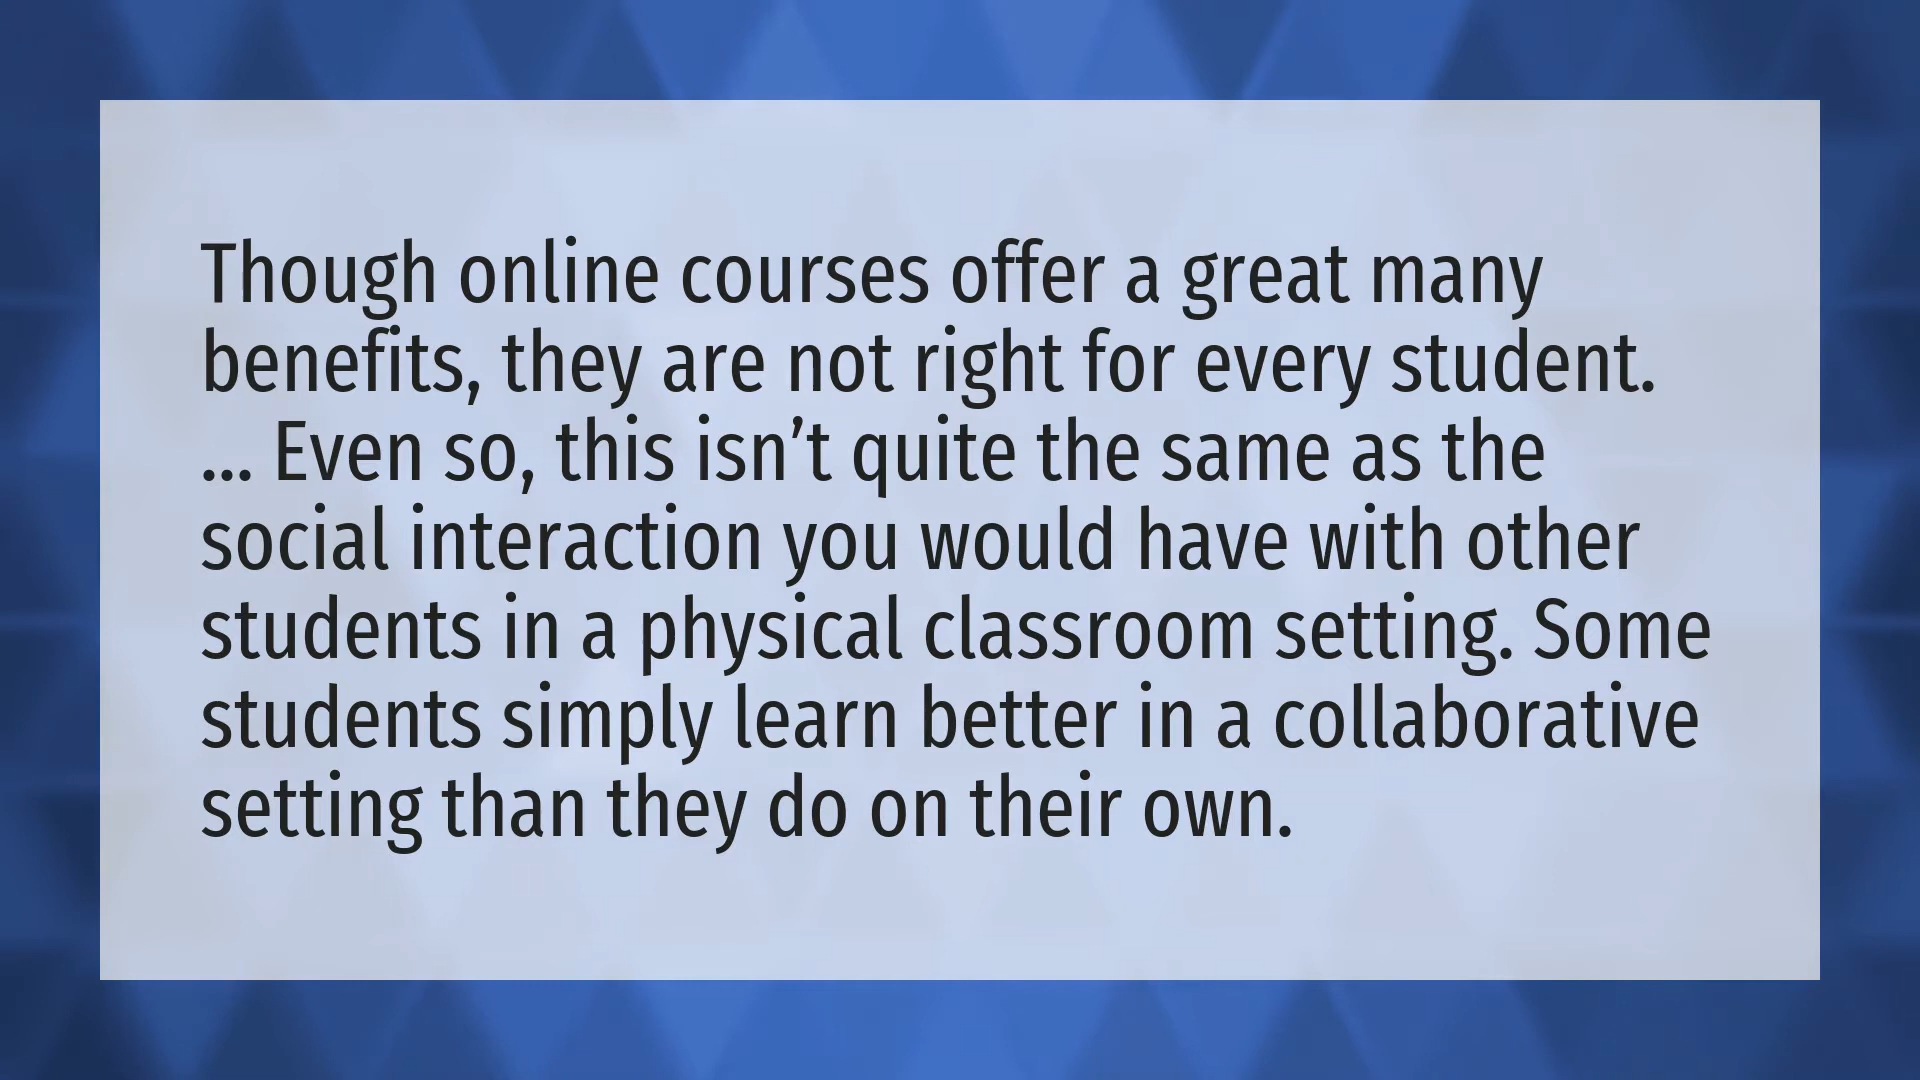 Though online courses offer a great many
benefits, they are not right for every student.
... Even so, this isn’t quite the same as the
social interaction you would have with other
students in a physical classroom setting. Some
students simply learn better in a collaborative
setting than they do on their own.